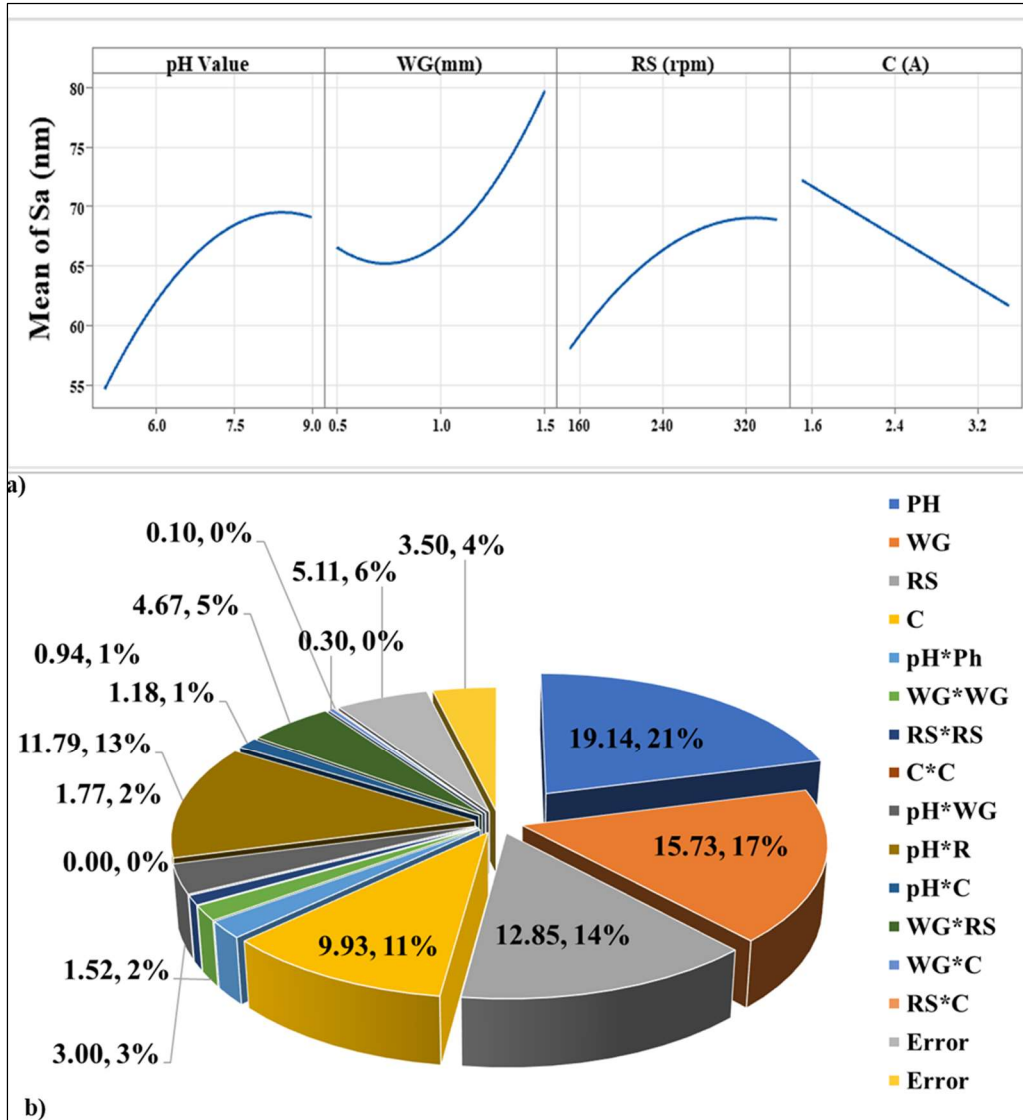 pH Value WG(mm) RS (rpm) C (A)
Mean of Sa (nm)
80
75
70
65
60
55
6.0 7.5 9.0 0.5 1.0 1.5 160 240 320 1.6 2.4 3.2
a)
0.10, 0%
5.11, 6%
3.50, 4%
4.67, 5%
0.30, 0%
0.94, 1%
1.18, 1%
11.79, 13%
1.77, 2%
0.00, 0%
1.52, 2%
3.00, 3%
19.14, 21%
15.73, 17%
12.85, 14%
9.93, 11%
PH
WG
RS
C
pH*Ph
WG*WG
RS*RS
C*C
pH*WG
pH*R
pH*C
WG*RS
WG*C
RS*C
Error
Error
b)